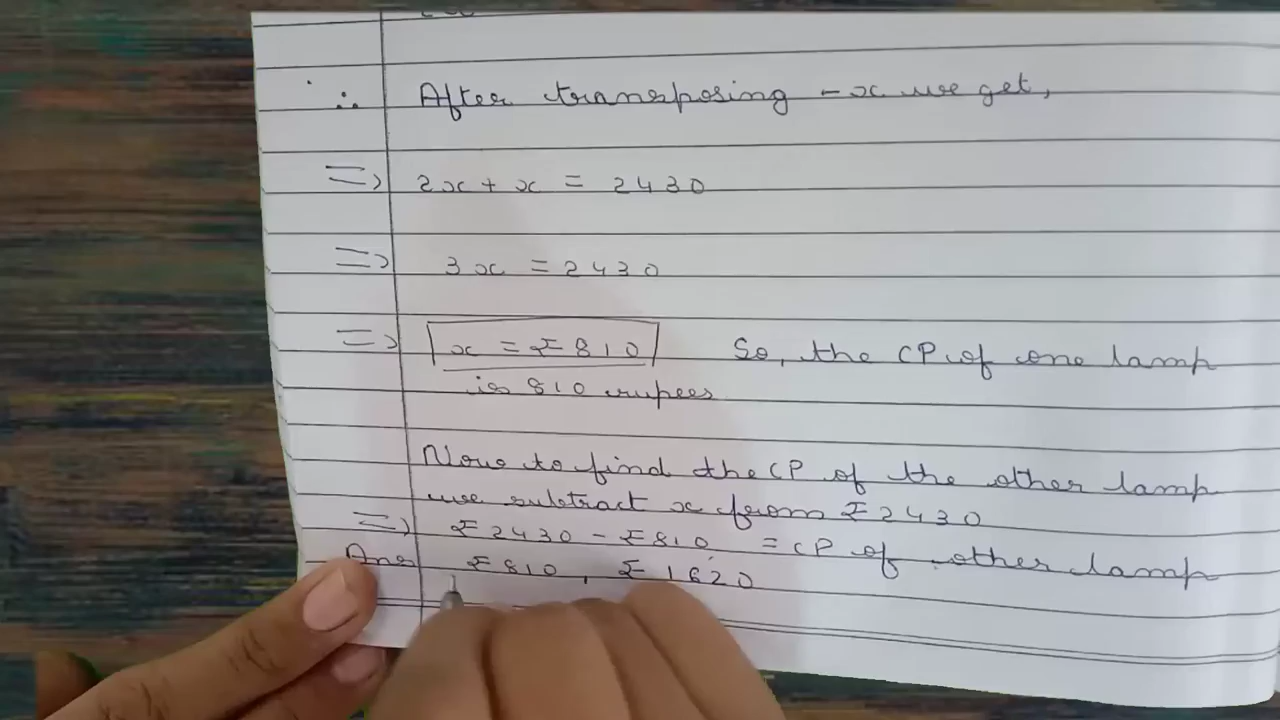 ∴ After transposing -x we get,
=> 2x + x = 2430
=> 3x = 2430
=> x = ₹810 So, the CP of one lamp
is 810 rupees
Now to find the CP of the other lamp
we subtract x from ₹2430
=> ₹2430 - ₹810 = CP of other lamp
Ans ₹810, ₹1620